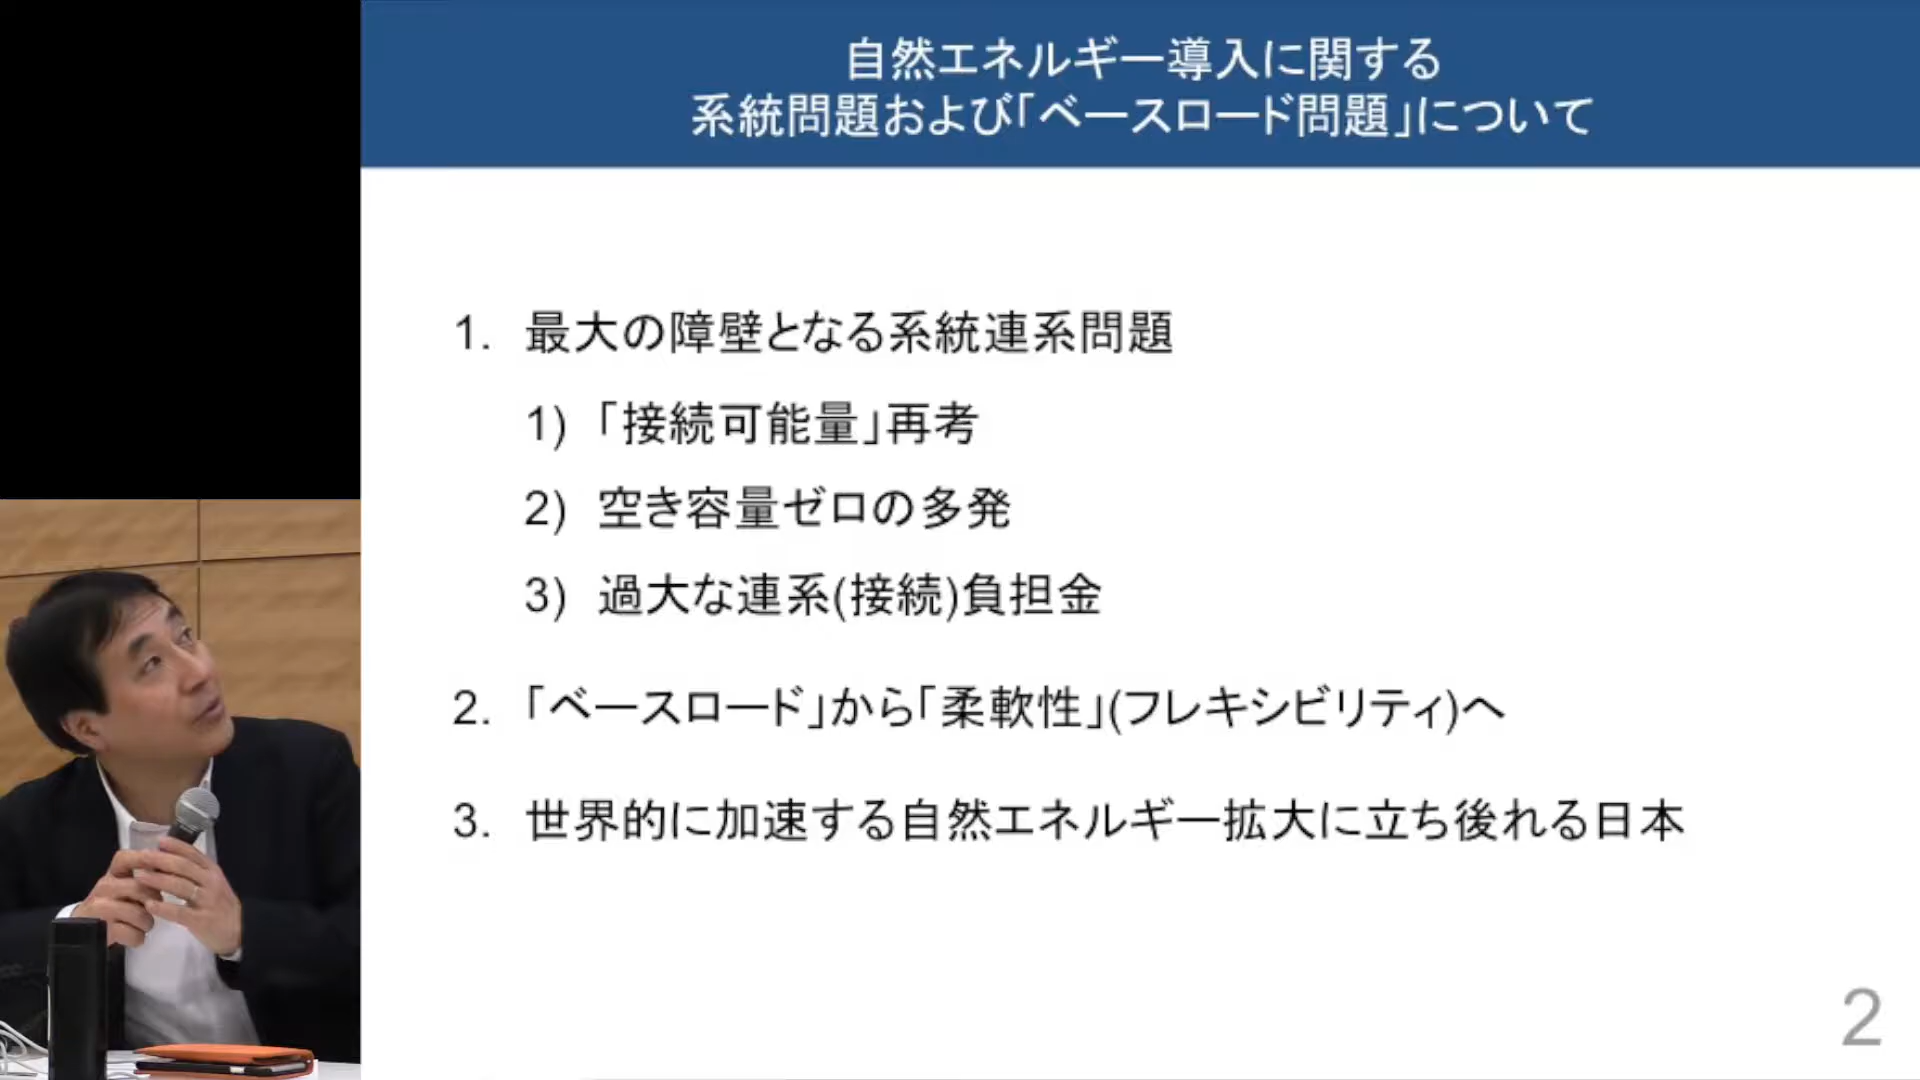 自然エネルギー導入に関する
系統問題および「ベースロード問題」について
1. 最大の障壁となる系統連系問題
1) 「接続可能量」再考
2) 空き容量ゼロの多発
3) 過大な連系(接続)負担金
2. 「ベースロード」から「柔軟性」(フレキシビリティ)へ
3. 世界的に加速する自然エネルギー拡大に立ち後れる日本
2